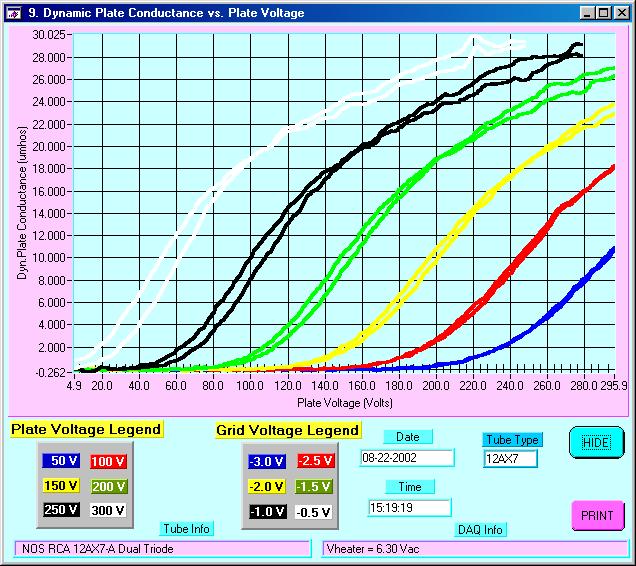 9. Dynamic Plate Conductance vs. Plate Voltage
Dyn.Plate Conductance (umhos)
30.025
28.000
26.000
24.000
22.000
20.000
18.000
16.000
14.000
12.000
10.000
8.000
6.000
4.000
2.000
-0.262
4.9 20.0 40.0 60.0 80.0 100.0 120.0 140.0 160.0 180.0 200.0 220.0 240.0 260.0 280.0 295.9
Plate Voltage (Volts)
Plate Voltage Legend
50 V 100 V
150 V 200 V
250 V 300 V
Grid Voltage Legend
-3.0 V -2.5 V
-2.0 V -1.5 V
-1.0 V -0.5 V
Date
08-22-2002
Time
15:19:19
Tube Type
12AX7
HIDE
PRINT
Tube Info
NOS RCA 12AX7-A Dual Triode
DAQ Info
Vheater = 6.30 Vac